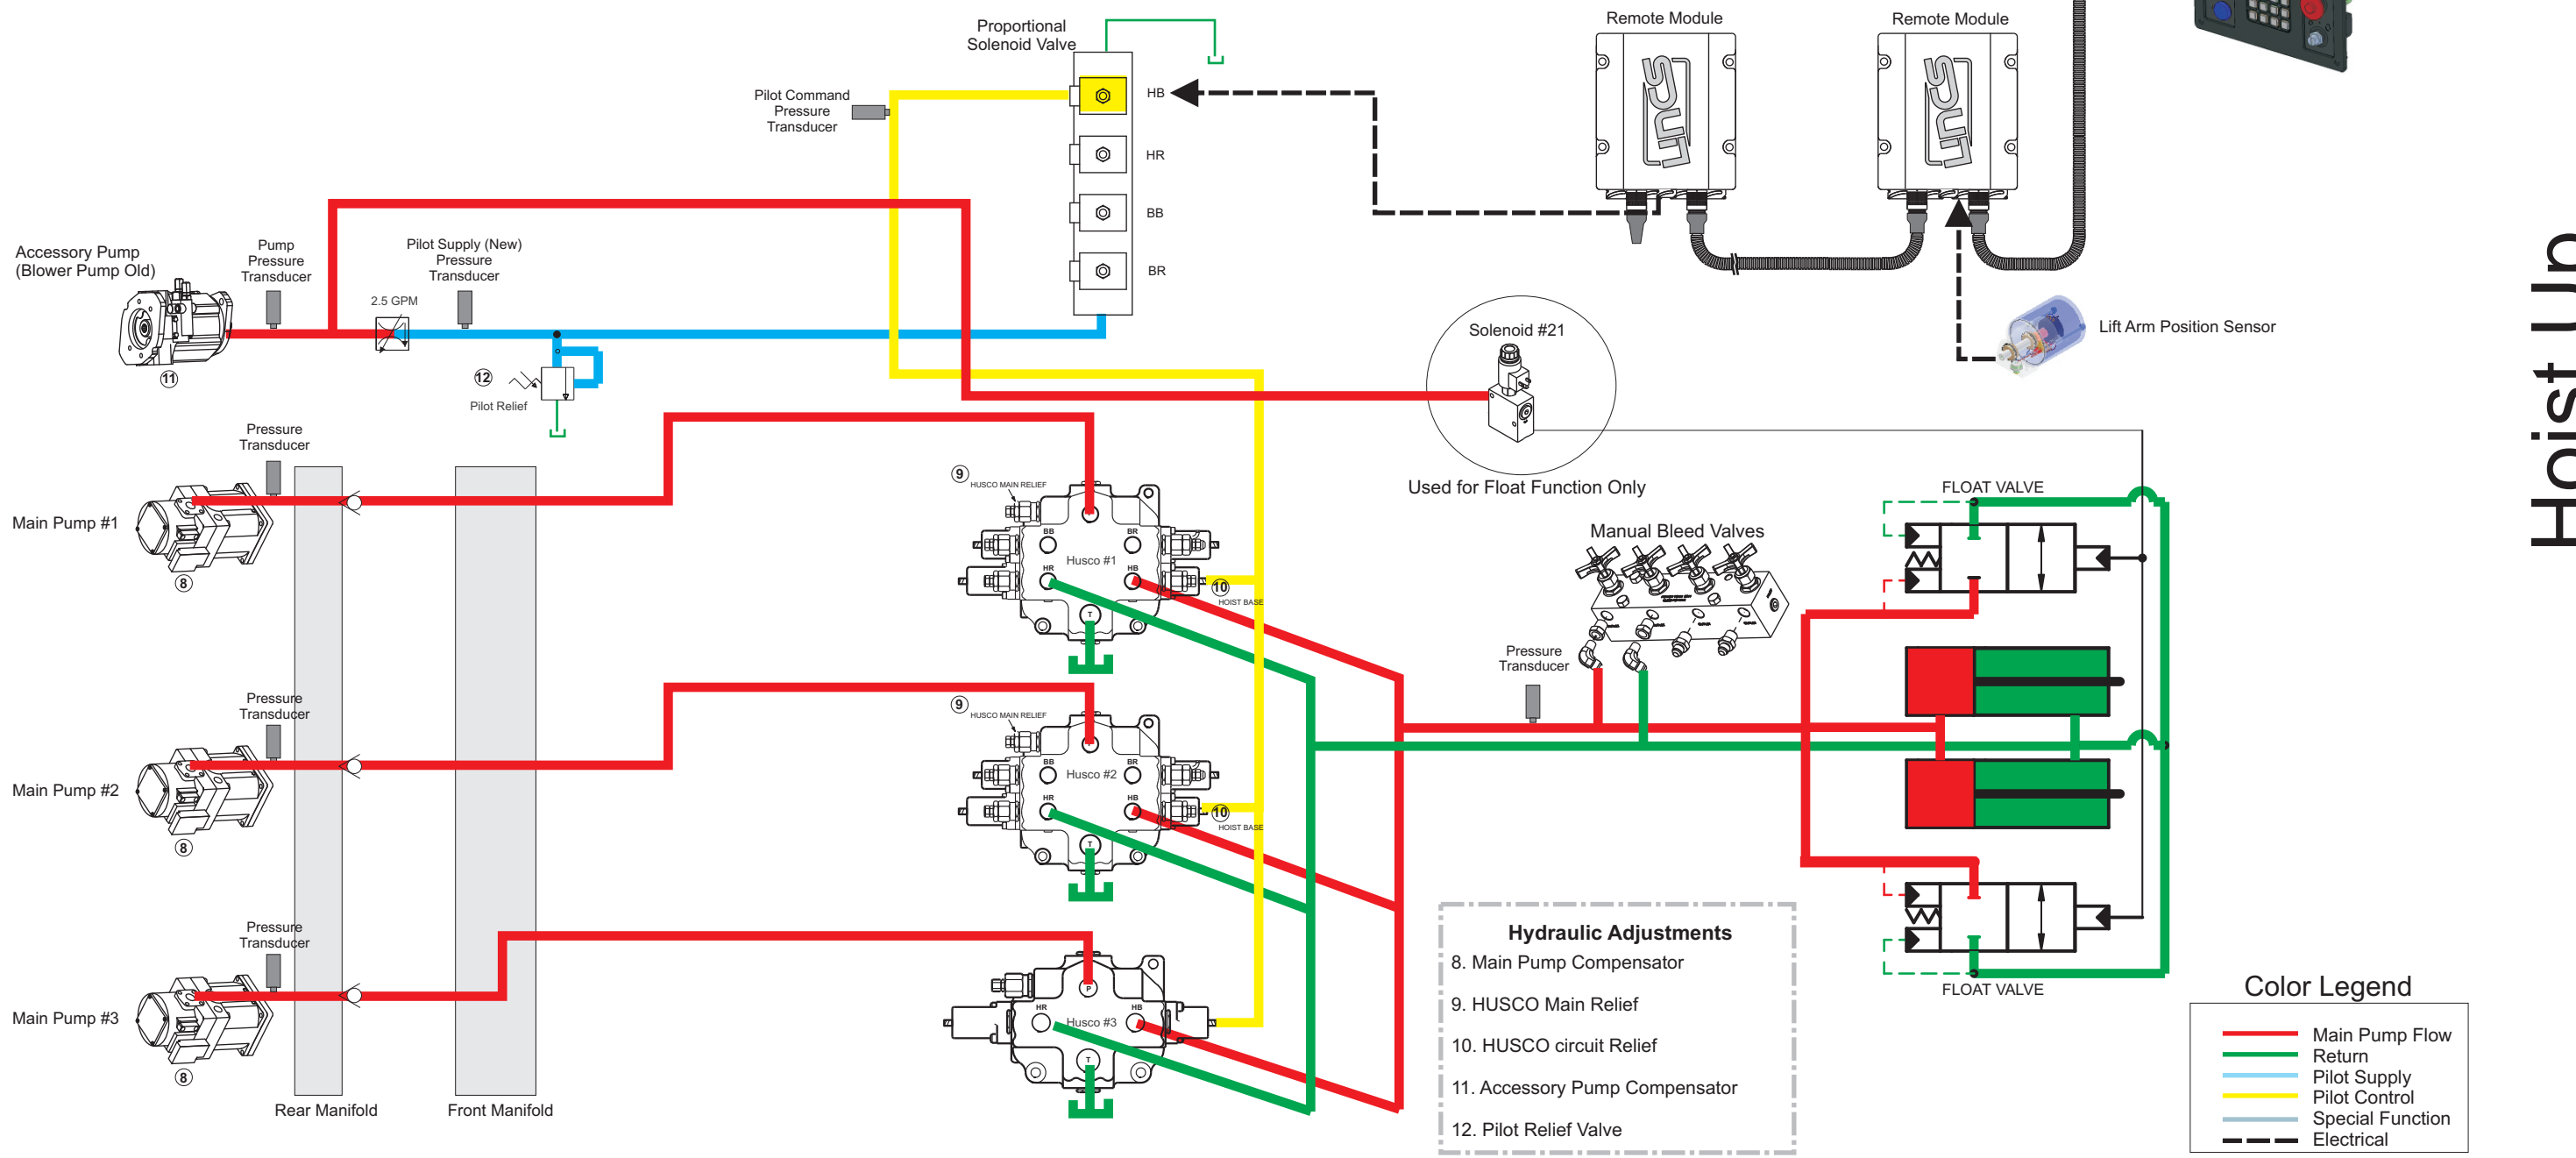 Proportional
Solenoid Valve
Remote Module
Remote Module
Pilot Command
Pressure
Transducer
HB
HR
BB
BR
Accessory Pump
(Blower Pump Old)
Pump
Pressure
Transducer
Pilot Supply (New)
Pressure
Transducer
2.5 GPM
11
12
Pilot Relief
Solenoid #21
Used for Float Function Only
Lift Arm Position Sensor
Hoist Up
Pressure
Transducer
Main Pump #1
8
9
HUSCO MAIN RELIEF
BB
BR
Husco #1
HR
HB
10
HOIST BASE
T
Manual Bleed Valves
FLOAT VALVE
Pressure
Transducer
Pressure
Transducer
Main Pump #2
8
9
HUSCO MAIN RELIEF
BB
BR
Husco #2
HR
HB
10
HOIST BASE
T
Pressure
Transducer
Main Pump #3
8
P
HR
HB
Husco #3
T
Rear Manifold
Front Manifold
Hydraulic Adjustments
8. Main Pump Compensator
9. HUSCO Main Relief
10. HUSCO circuit Relief
11. Accessory Pump Compensator
12. Pilot Relief Valve
FLOAT VALVE
Color Legend
Main Pump Flow
Return
Pilot Supply
Pilot Control
Special Function
Electrical